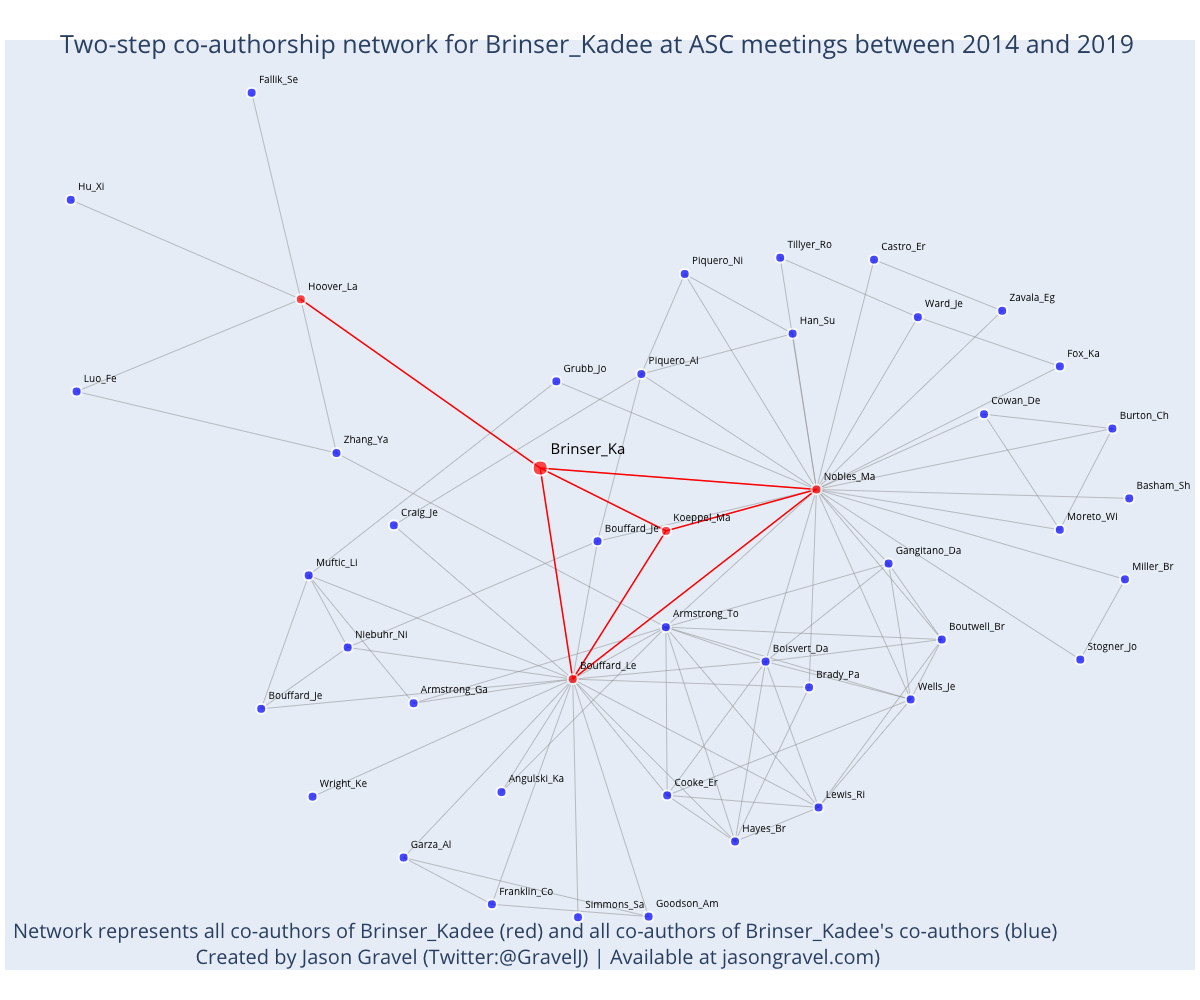 Two-step co-authorship network for Brinser_Kadee at ASC meetings between 2014 and 2019
Fallik_Se
Hu_Xi
Tillyer_Ro
Castro_Er
Piquero_Ni
Hoover_La
Zavala_Eg
Ward_Je
Han_Su
Fox_Ka
Piquero_Al
Grubb_Jo
Luo_Fe
Cowan_De
Burton_Ch
Zhang_Ya
Brinser_Ka
Nobles_Ma
Basham_Sh
Craig_Je
Koeppel_Ma
Moreto_Wi
Bouffard_Je
Gangitano_Da
Muftic_Li
Miller_Br
Armstrong_To
Boutwell_Br
Niebuhr_Ni
Boisvert_Da
Stogner_Jo
Bouffard_Le
Brady_Pa
Bouffard_Je
Armstrong_Ga
Wells_Je
Wright_Ke
Angulski_Ka
Cooke_Er
Lewis_Ri
Hayes_Br
Garza_Al
Franklin_Co
Simmons_Sa
Goodson_Am
Network represents all co-authors of Brinser_Kadee (red) and all co-authors of Brinser_Kadee's co-authors (blue)
Created by Jason Gravel (Twitter:@GravelJ) | Available at jasongravel.com)